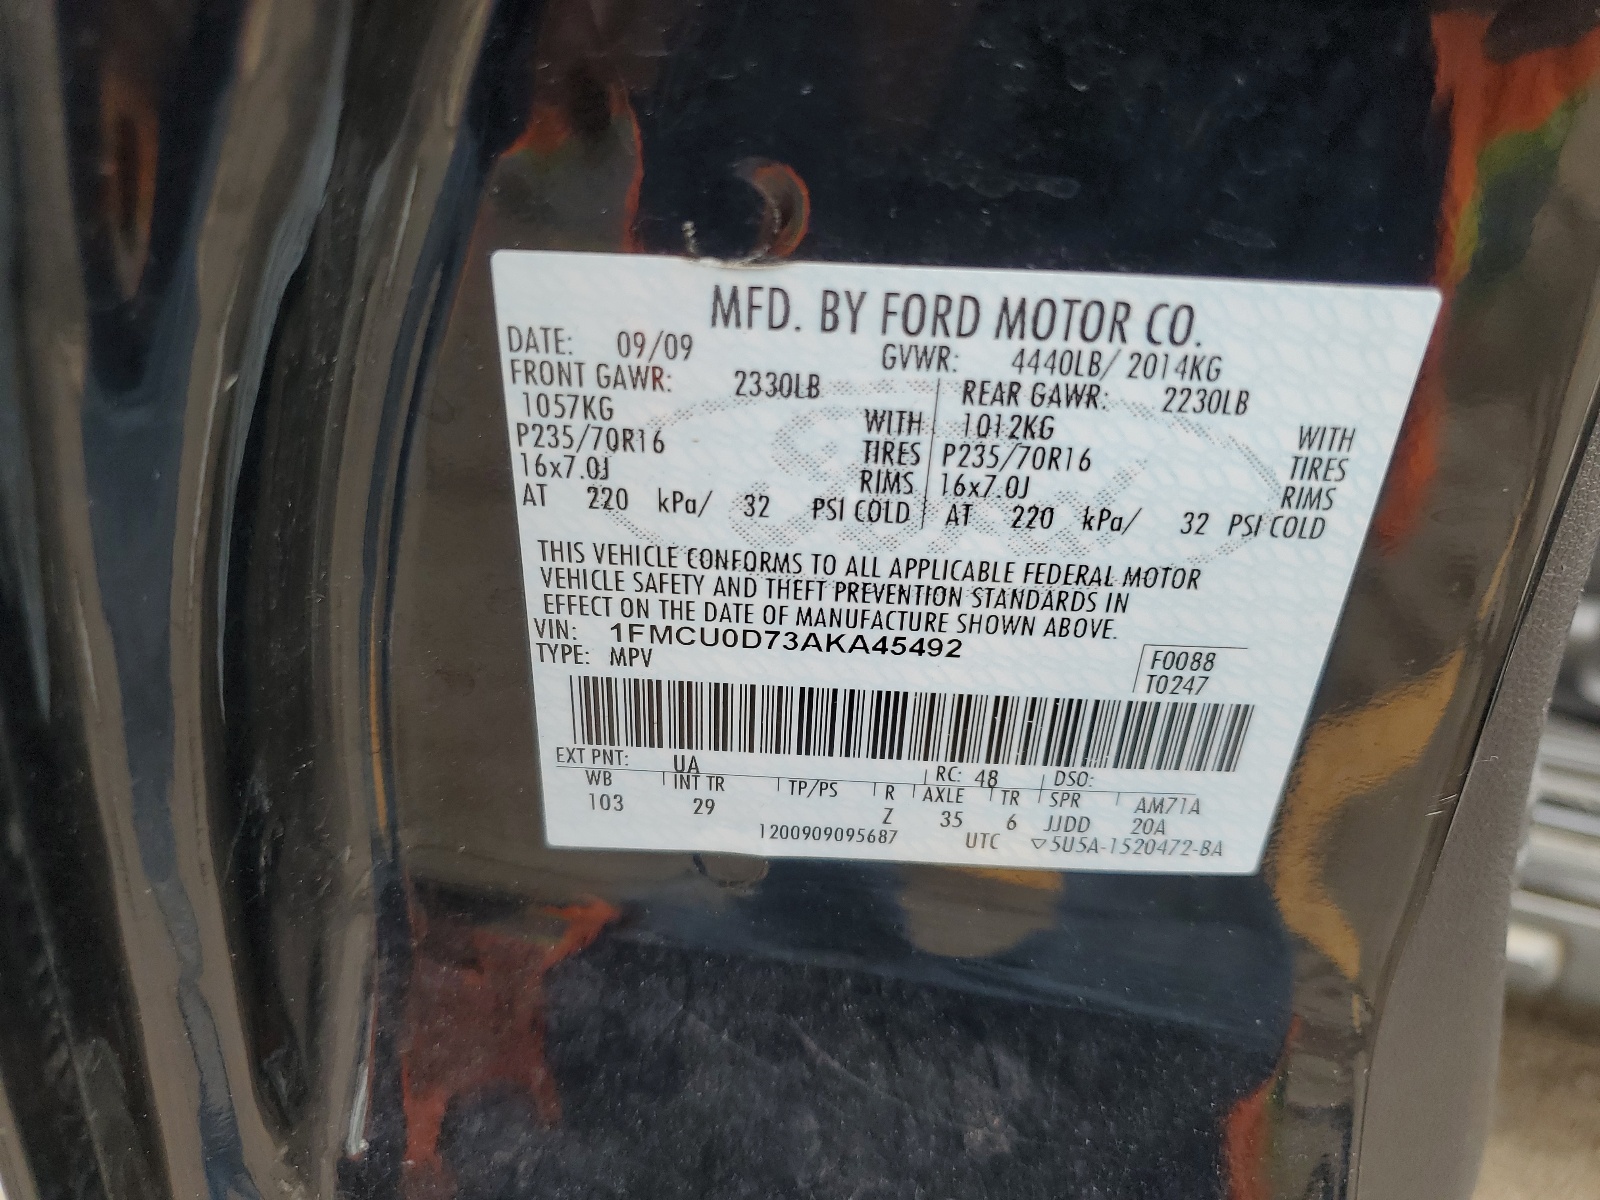 MFD. BY FORD MOTOR CO.
DATE: 09/09 GVWR: 4440LB/ 2014KG
FRONT GAWR: 2330LB REAR GAWR: 2230LB
1057KG WITH 1012KG WITH
P235/70R16 TIRES P235/70R16 TIRES
16x7.0J RIMS 16x7.0J RIMS
AT 220 kPa/ 32 PSI COLD AT 220 kPa/ 32 PSI COLD
THIS VEHICLE CONFORMS TO ALL APPLICABLE FEDERAL MOTOR
VEHICLE SAFETY AND THEFT PREVENTION STANDARDS IN
EFFECT ON THE DATE OF MANUFACTURE SHOWN ABOVE.
VIN: 1FMCU0D73AKA45492
TYPE: MPV F0088
T0247
EXT PNT: UA RC: 48 DSO:
WB INT TR TP/PS R AXLE TR SPR AM71A
103 29 Z 35 6 JJDD 20A
1200909095687 UTC ▽5U5A-1520472-BA